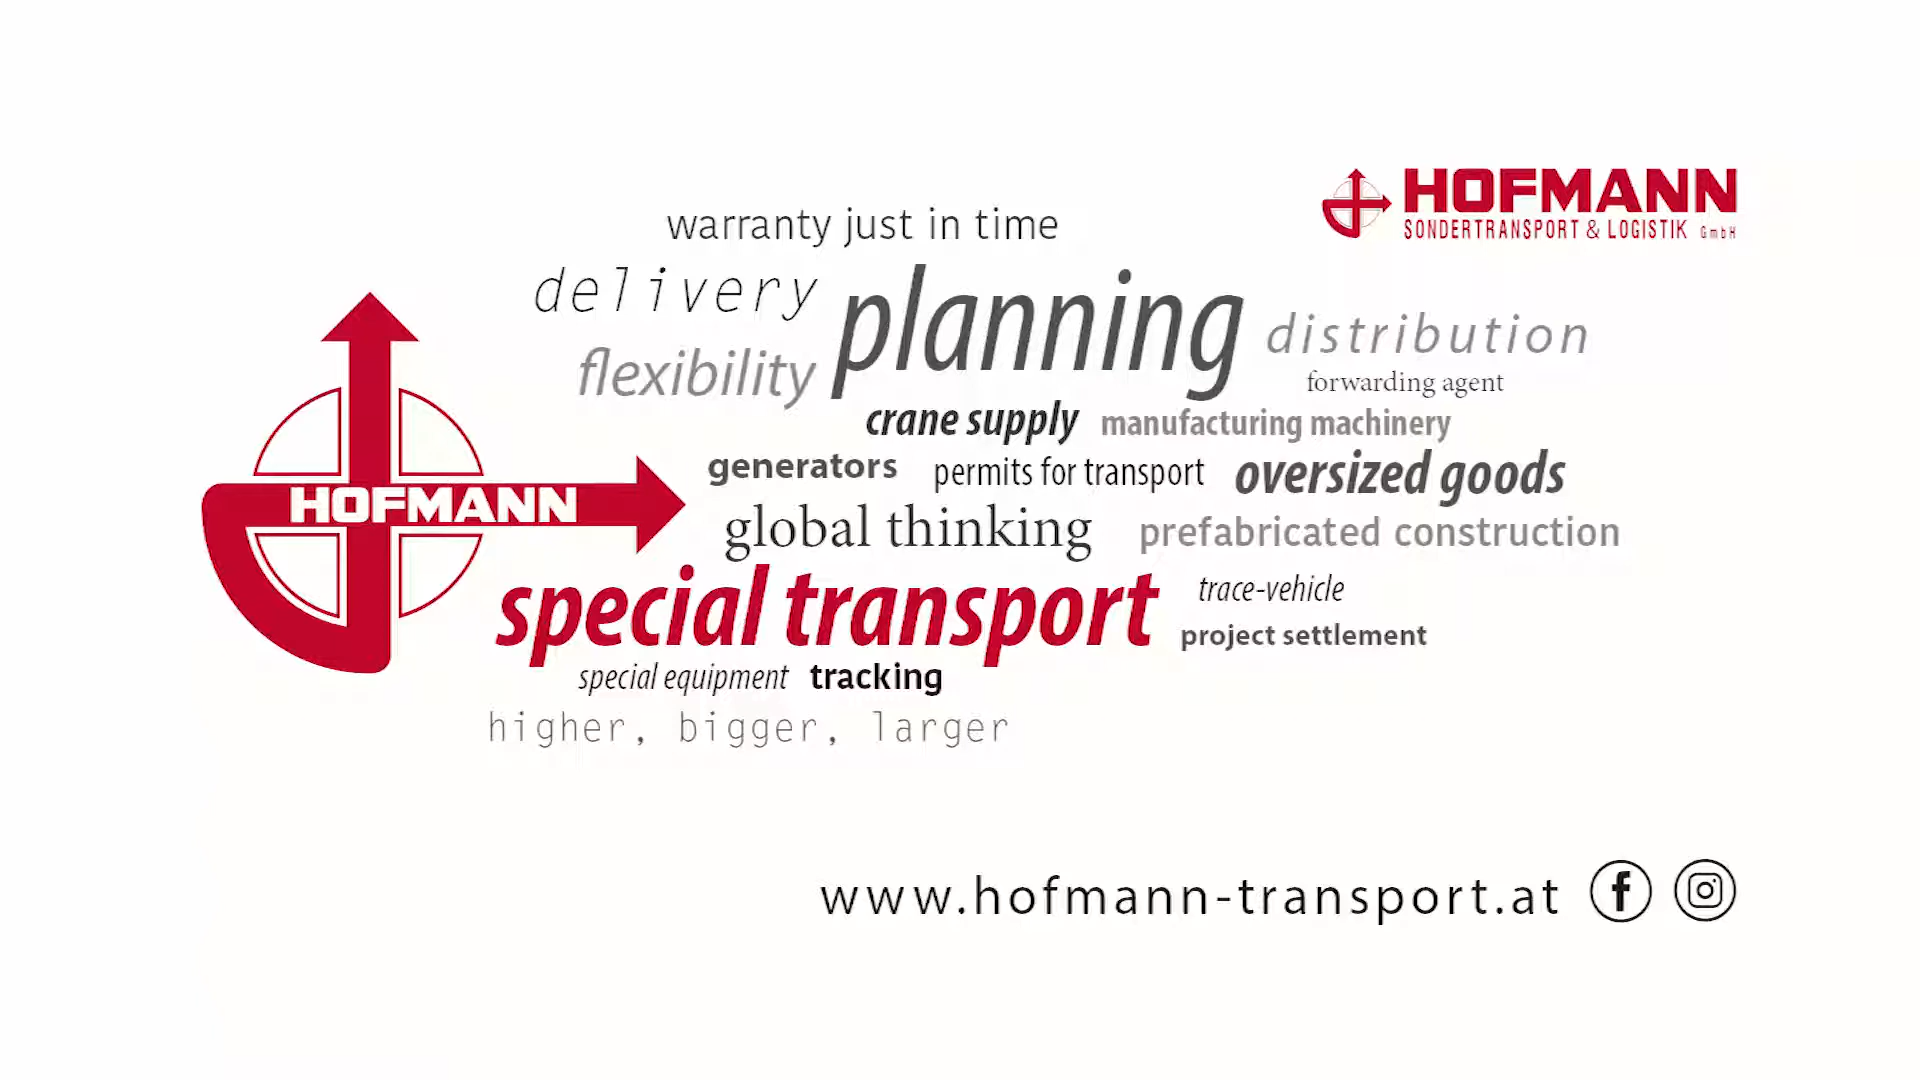 HOFMANN
SONDERTRANSPORT & LOGISTIK GmbH
warranty just in time
delivery
planning
distribution
flexibility
forwarding agent
crane supply
manufacturing machinery
generators
permits for transport
oversized goods
HOFMANN
global thinking
prefabricated construction
special transport
trace-vehicle
project settlement
special equipment
tracking
higher, bigger, larger
www.hofmann-transport.at